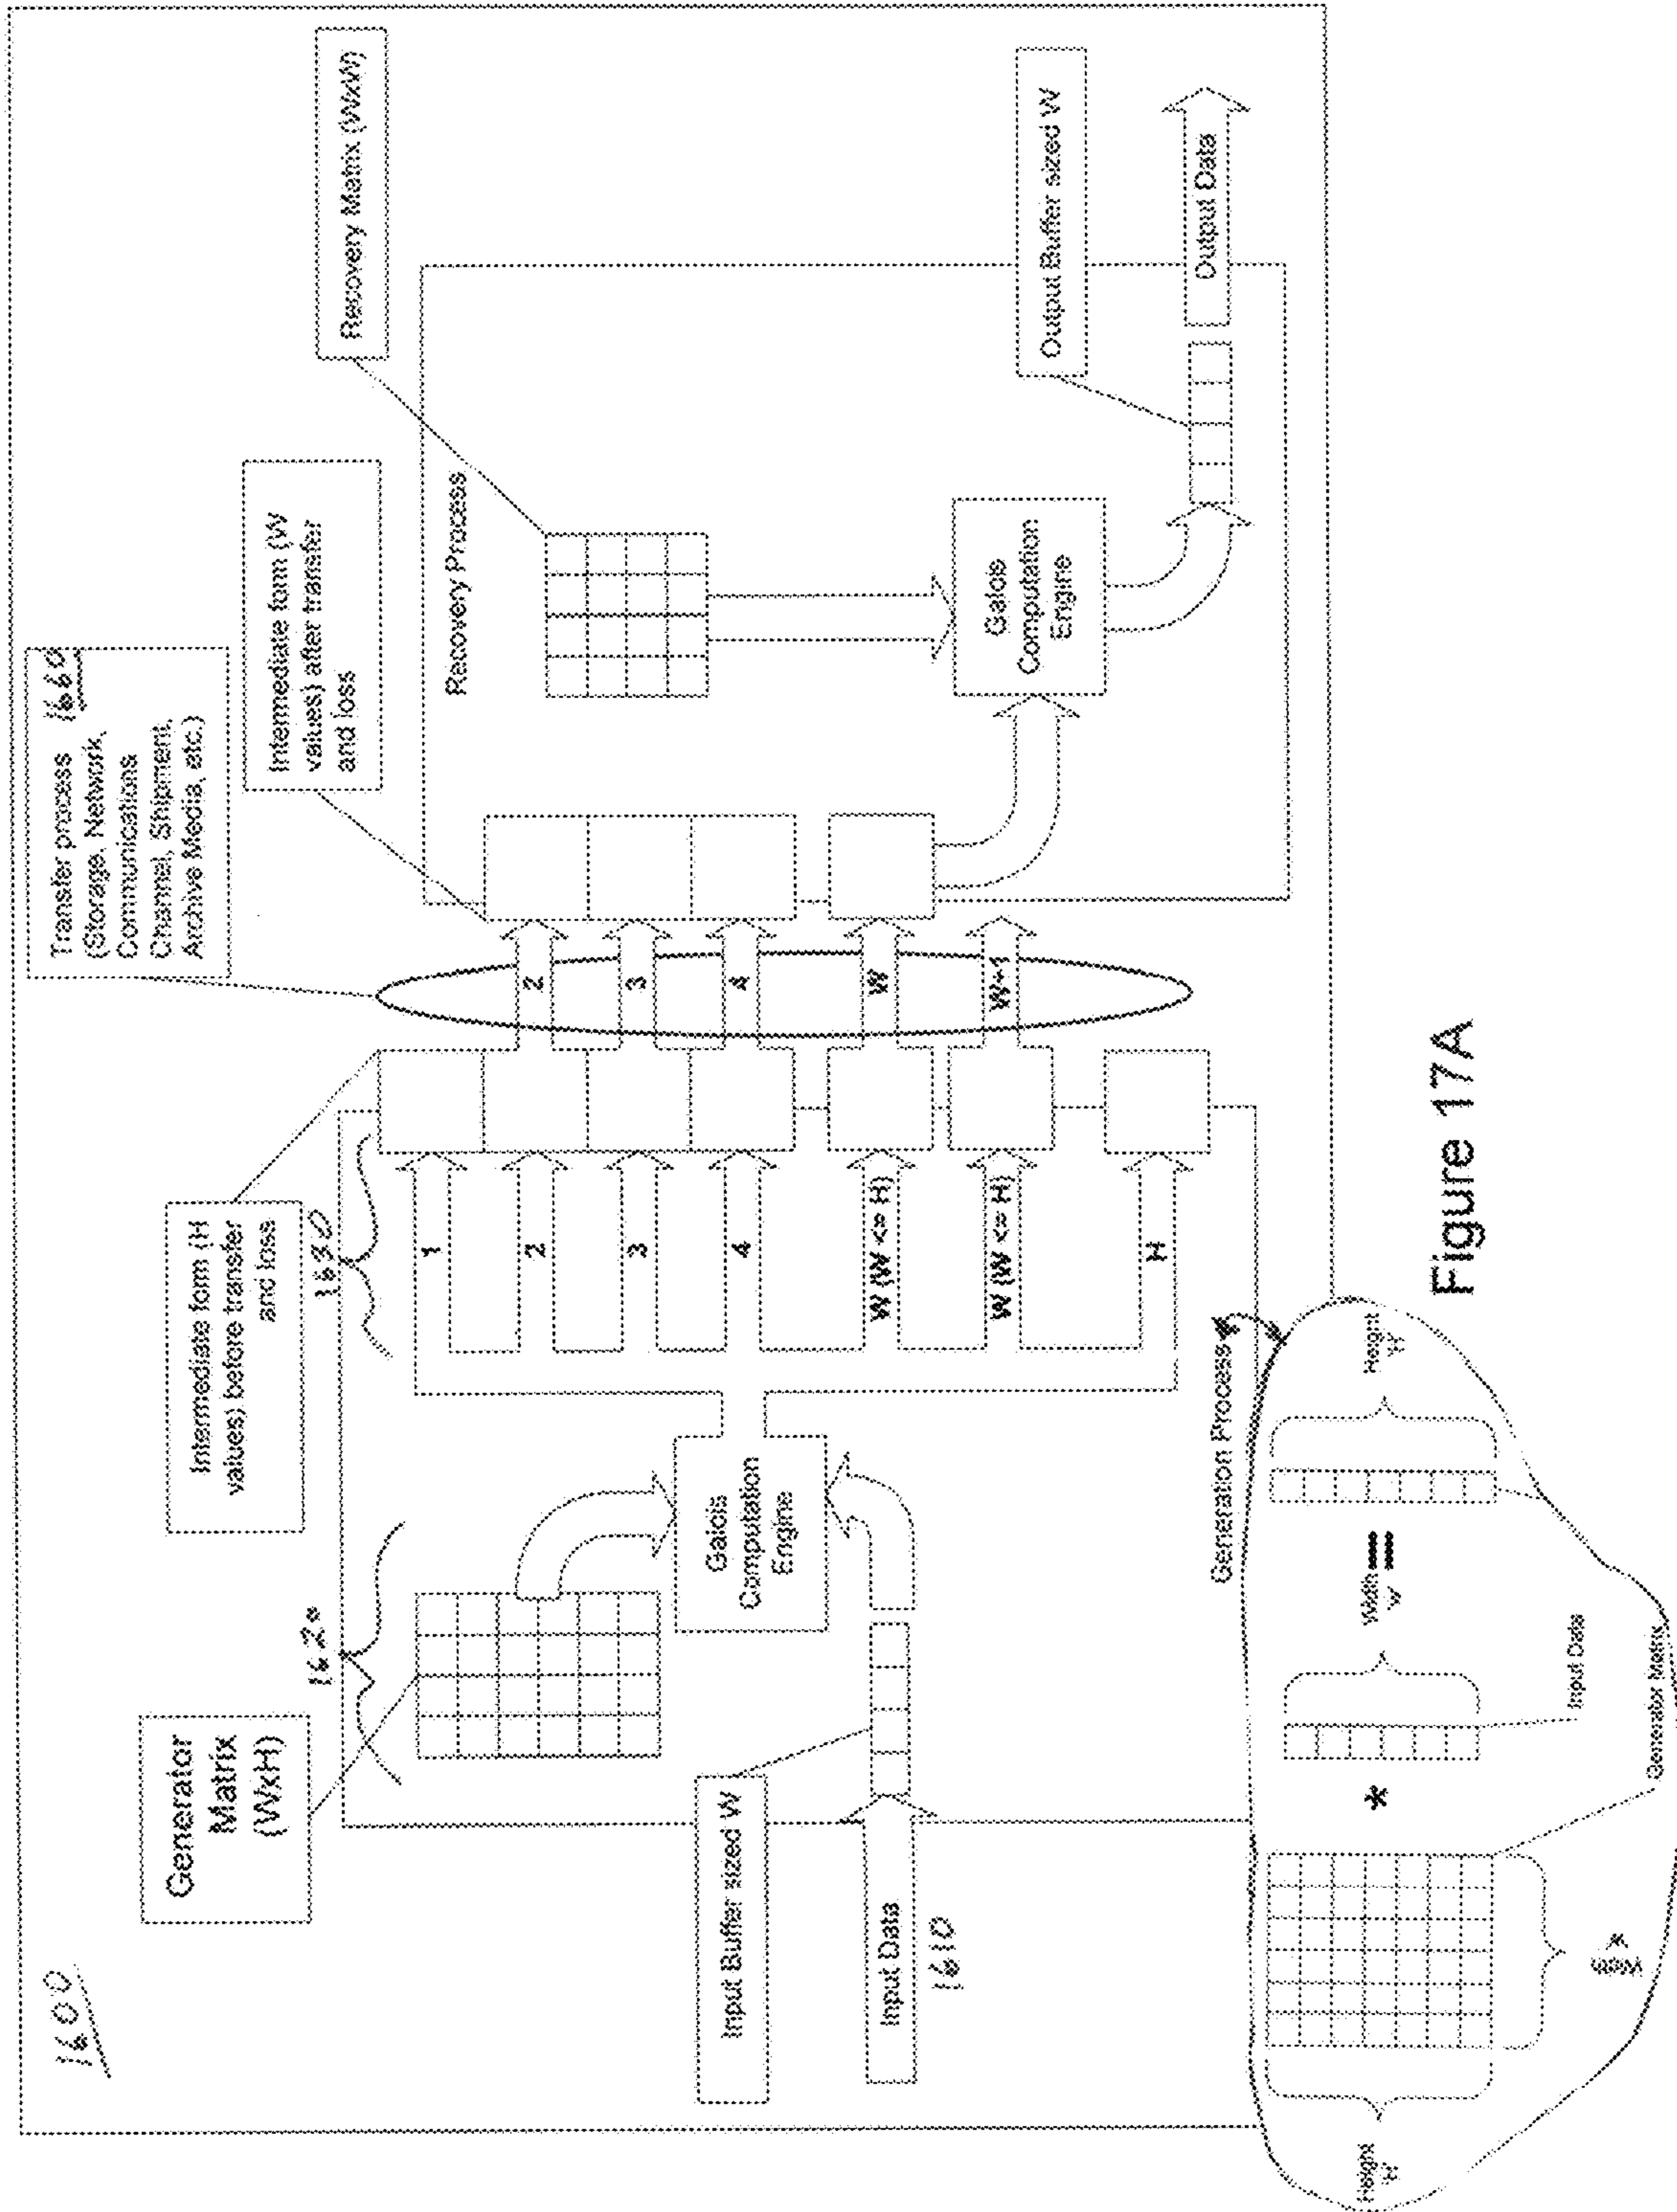 1600
Generator
Matrix
(WxH)
1620
Input Buffer sized W
Input Data
1610
Galois
Computation
Engine
Intermediate form (H
values) before transfer
and loss
1630
1
2
3
4
W (W <= H)
W (W <= H)
H
Transfer process 1660
(Storage, Network,
Communications
Channel, Shipment,
Archive Media, etc.)
2
3
4
W
W+1
Intermediate form (W
values) after transfer
and loss
Recovery Process
Recovery Matrix (WxW)
Galois
Computation
Engine
Output Buffer sized W
Output Data
Generation Process
Height
*
Width
W
=
Height
Input Data
Generator Matrix
Figure 17A